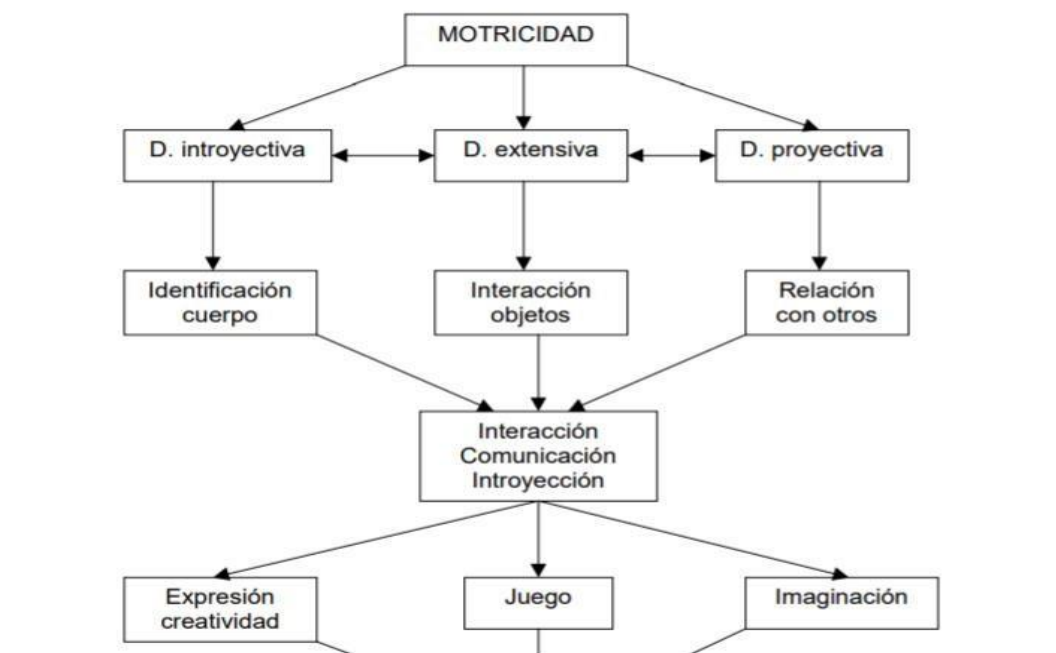 MOTRICIDAD
D. introyectiva
D. extensiva
D. proyectiva
Identificación
cuerpo
Interacción
objetos
Relación
con otros
Interacción
Comunicación
Introyección
Expresión
creatividad
Juego
Imaginación